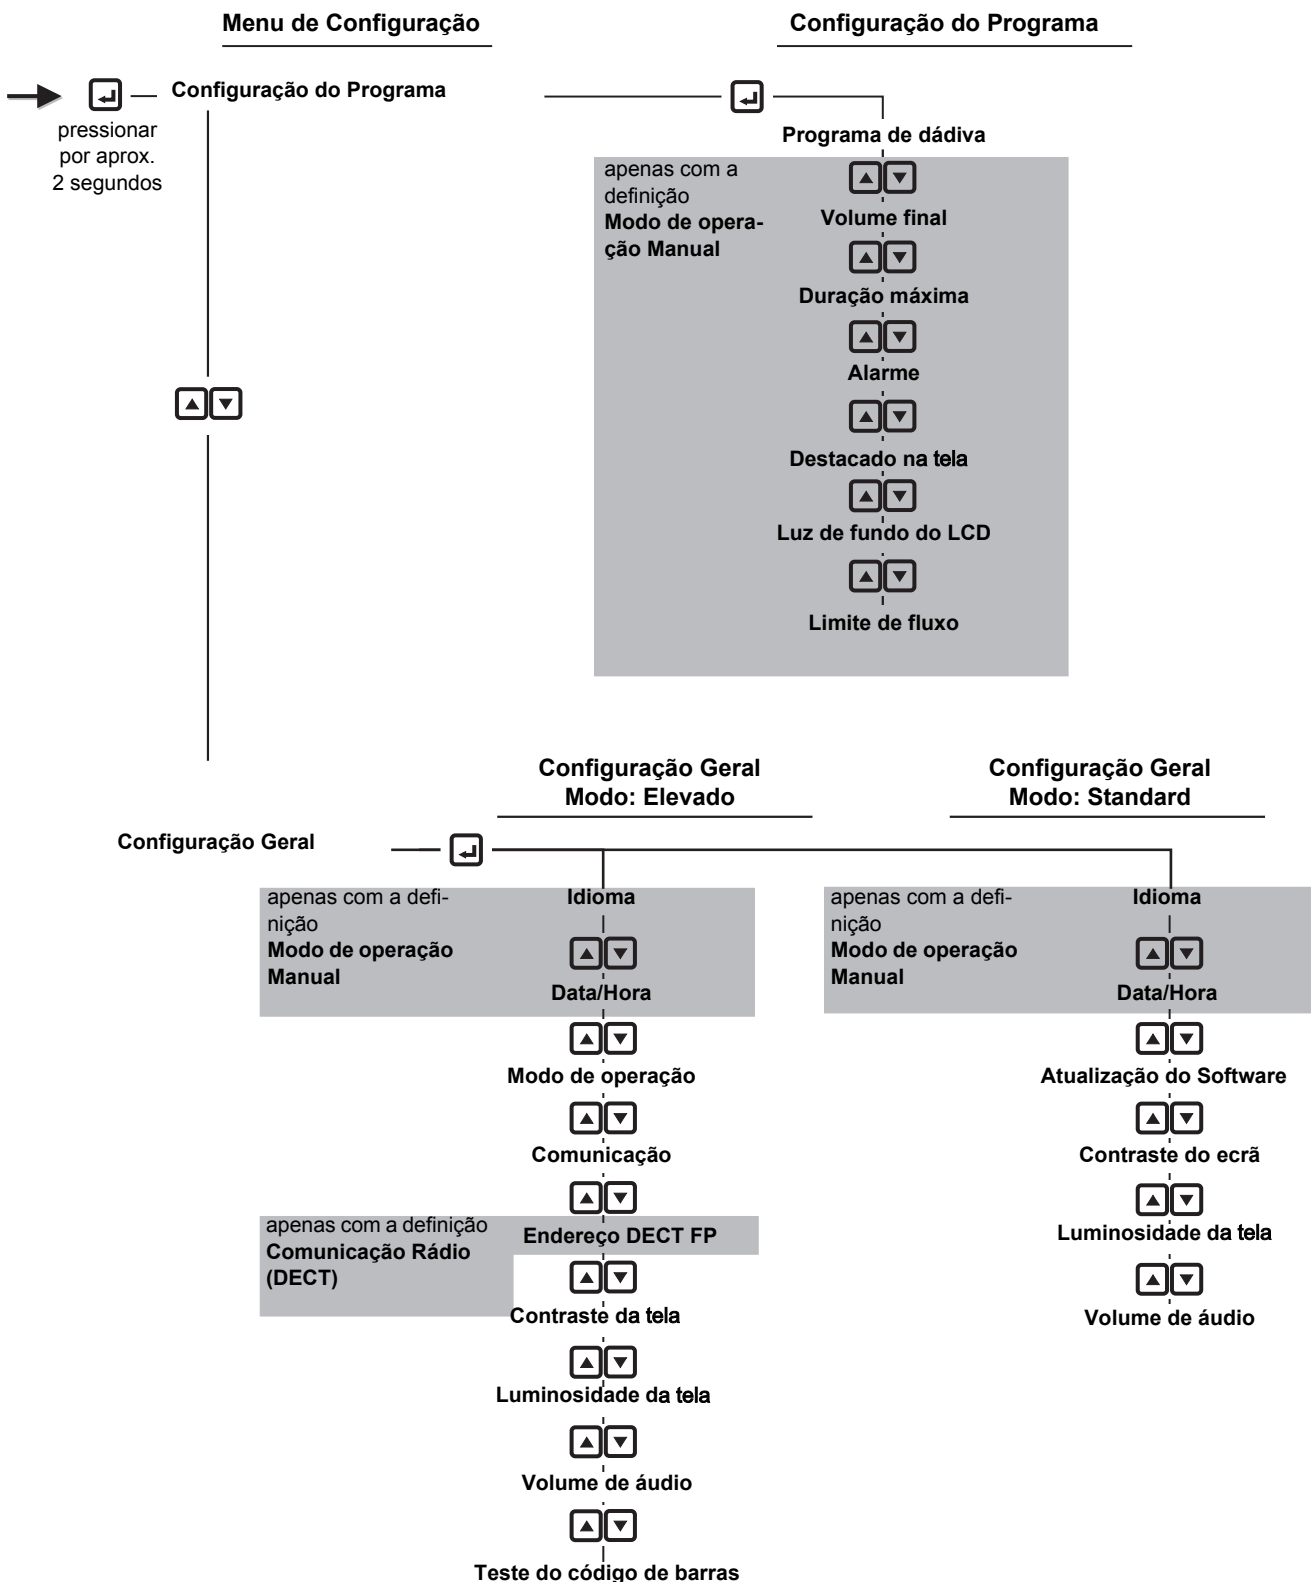 Menu de Configuração
Configuração do Programa
Configuração do Programa
pressionar
por aprox.
2 segundos
Programa de dádiva
apenas com a
definição
Modo de opera-
ção Manual
Volume final
Duração máxima
Alarme
Destacado na tela
Luz de fundo do LCD
Limite de fluxo
Configuração Geral
Modo: Elevado
Configuração Geral
Modo: Standard
Configuração Geral
apenas com a defi-
nição
Modo de operação
Manual
Idioma
Data/Hora
Modo de operação
Comunicação
apenas com a definição
Comunicação Rádio
(DECT)
Endereço DECT FP
Contraste da tela
Luminosidade da tela
Volume de áudio
Teste do código de barras
apenas com a defi-
nição
Modo de operação
Manual
Idioma
Data/Hora
Atualização do Software
Contraste do ecrã
Luminosidade da tela
Volume de áudio